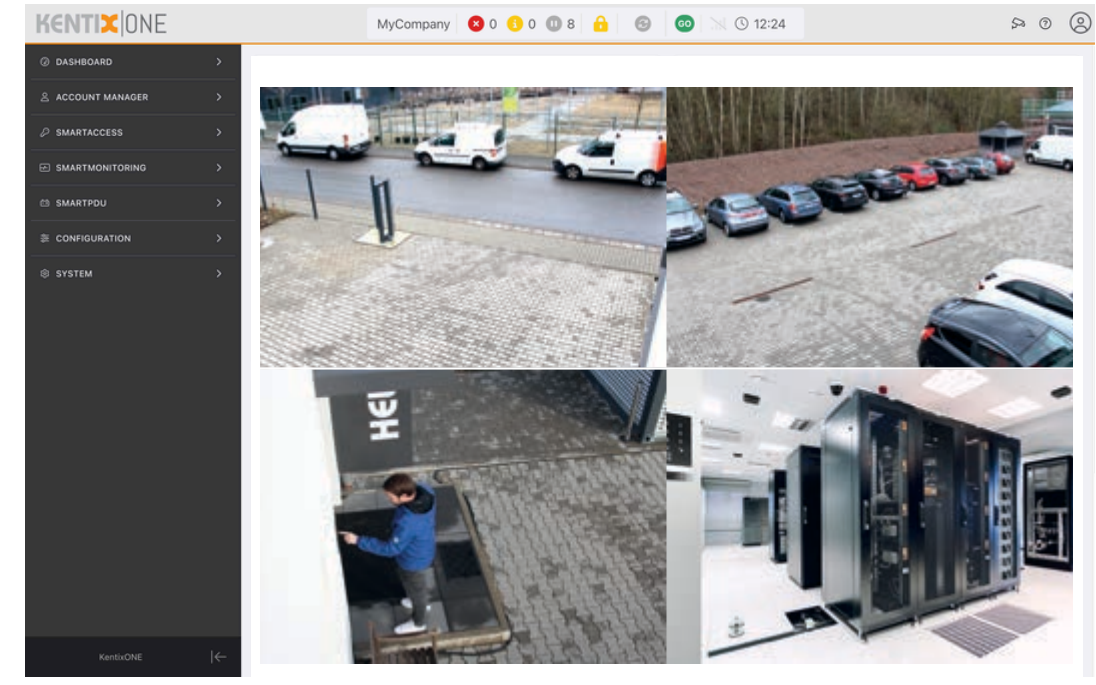 KENTIX|ONE
MyCompany 0 0 8 GO 12:24
DASHBOARD
ACCOUNT MANAGER
SMARTACCESS
SMARTMONITORING
SMARTPDU
CONFIGURATION
SYSTEM
HEI
KentixONE